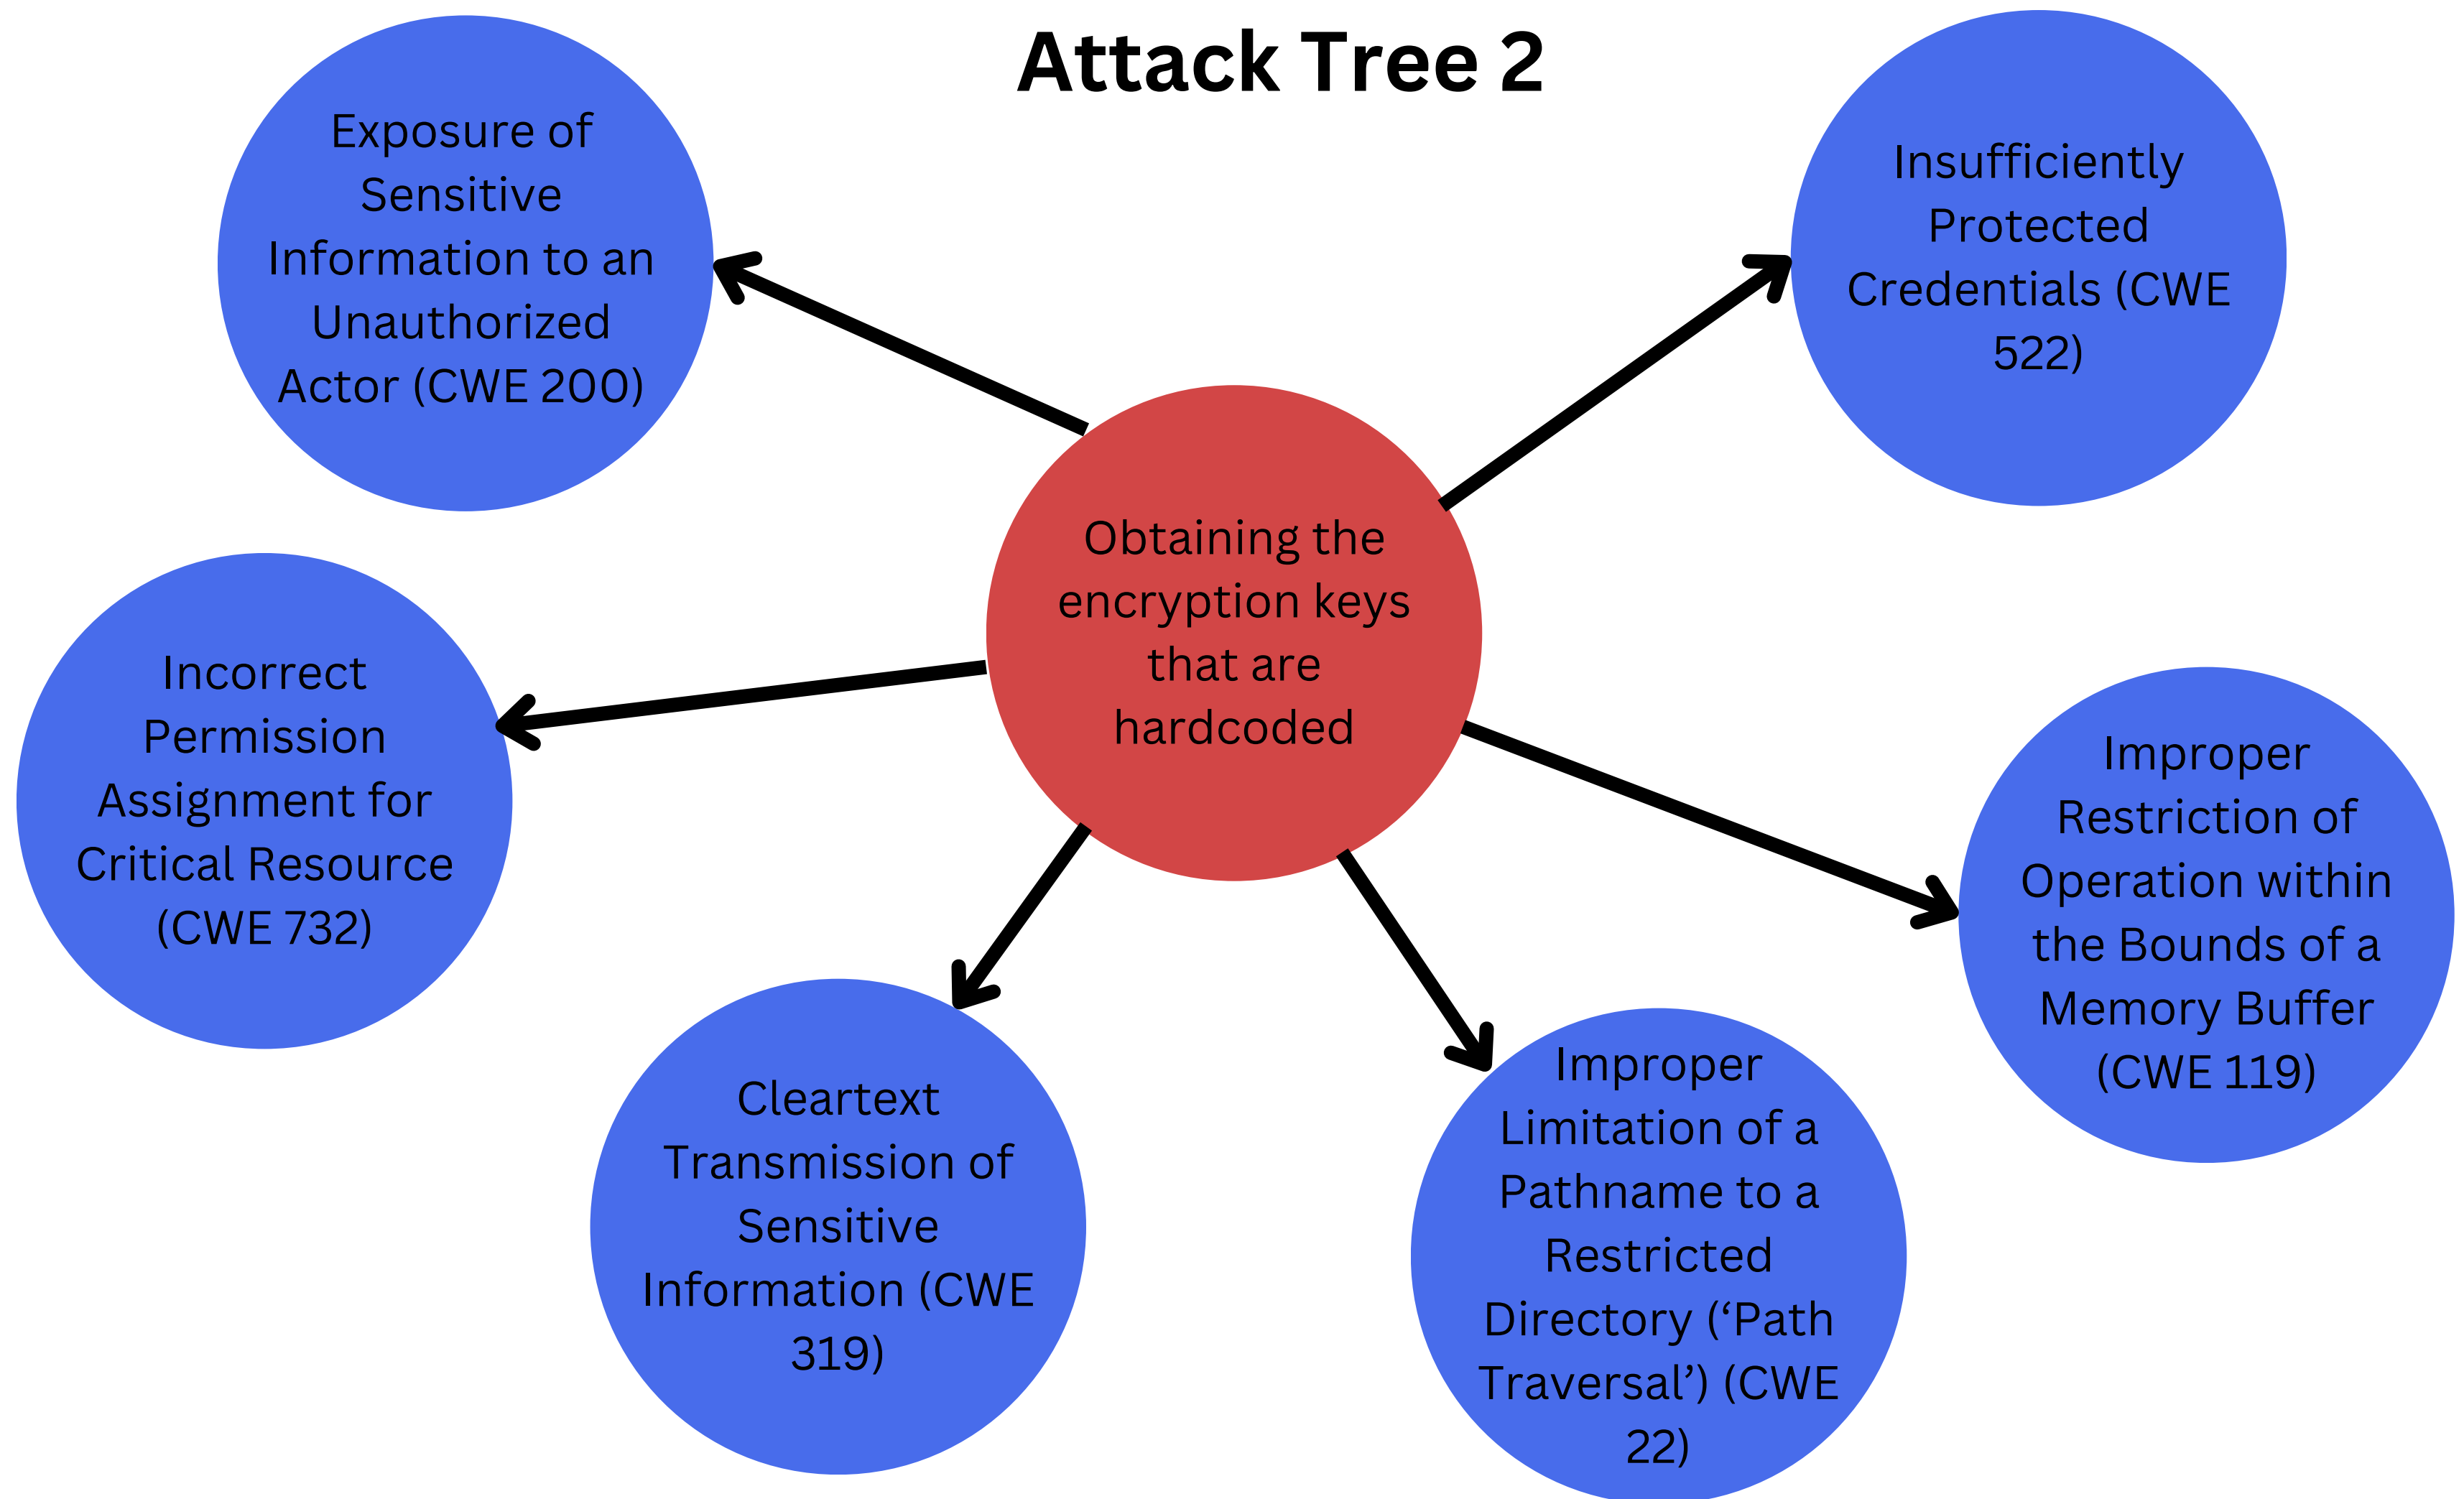 Attack Tree 2
Exposure of
Sensitive
Information to an
Unauthorized
Actor (CWE 200)
Insufficiently
Protected
Credentials (CWE
522)
Obtaining the
encryption keys
that are
hardcoded
Incorrect
Permission
Assignment for
Critical Resource
(CWE 732)
Improper
Restriction of
Operation within
the Bounds of a
Memory Buffer
(CWE 119)
Cleartext
Transmission of
Sensitive
Information (CWE
319)
Improper
Limitation of a
Pathname to a
Restricted
Directory (‘Path
Traversal’) (CWE
22)